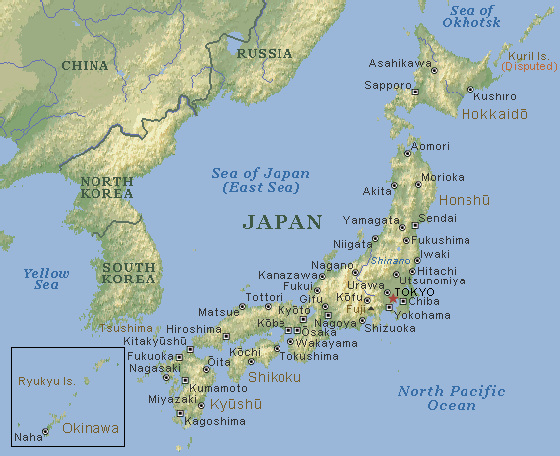 Sea of
Okhotsk
RUSSIA
Kuril Is.
(Disputed)
CHINA
Asahikawa
Sapporo
Kushiro
Hokkaidō
Aomori
NORTH
KOREA
Sea of Japan
(East Sea)
Morioka
Akita
Honshū
JAPAN
Yamagata
Sendai
Niigata
Fukushima
Iwaki
Shinano
SOUTH
KOREA
Yellow
Sea
Nagano
Hitachi
Kanazawa
Utsunomiya
Fukui
Urawa
TOKYO
Tottori
Gifu
Kōfu
Chiba
Matsue
Kyōto
Fuji
Yokohama
Tsushima
Hiroshima
Kōbe
Nagoya
Shizuoka
Osaka
Kitakyūshū
Wakayama
Fukuoka
Kōchi
Tokushima
Nagasaki
Ōita
Shikoku
Ryukyu Is.
Kumamoto
North Pacific
Ocean
Miyazaki
Kyūshū
Kagoshima
Okinawa
Naha